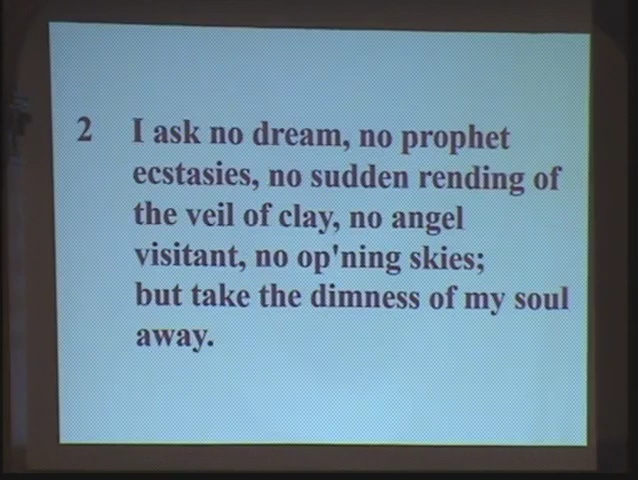 2 I ask no dream, no prophet
ecstasies, no sudden rending of
the veil of clay, no angel
visitant, no op'ning skies;
but take the dimness of my soul
away.